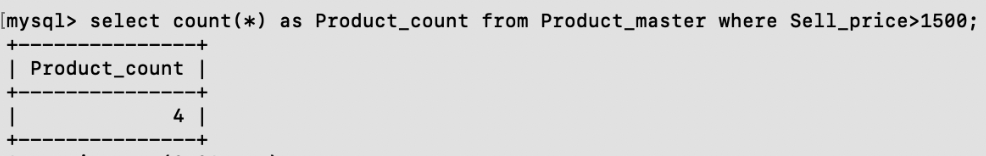 [mysql> select count(*) as Product_count from Product_master where Sell_price>1500;
+---------------+
| Product_count |
+---------------+
|             4 |
+---------------+